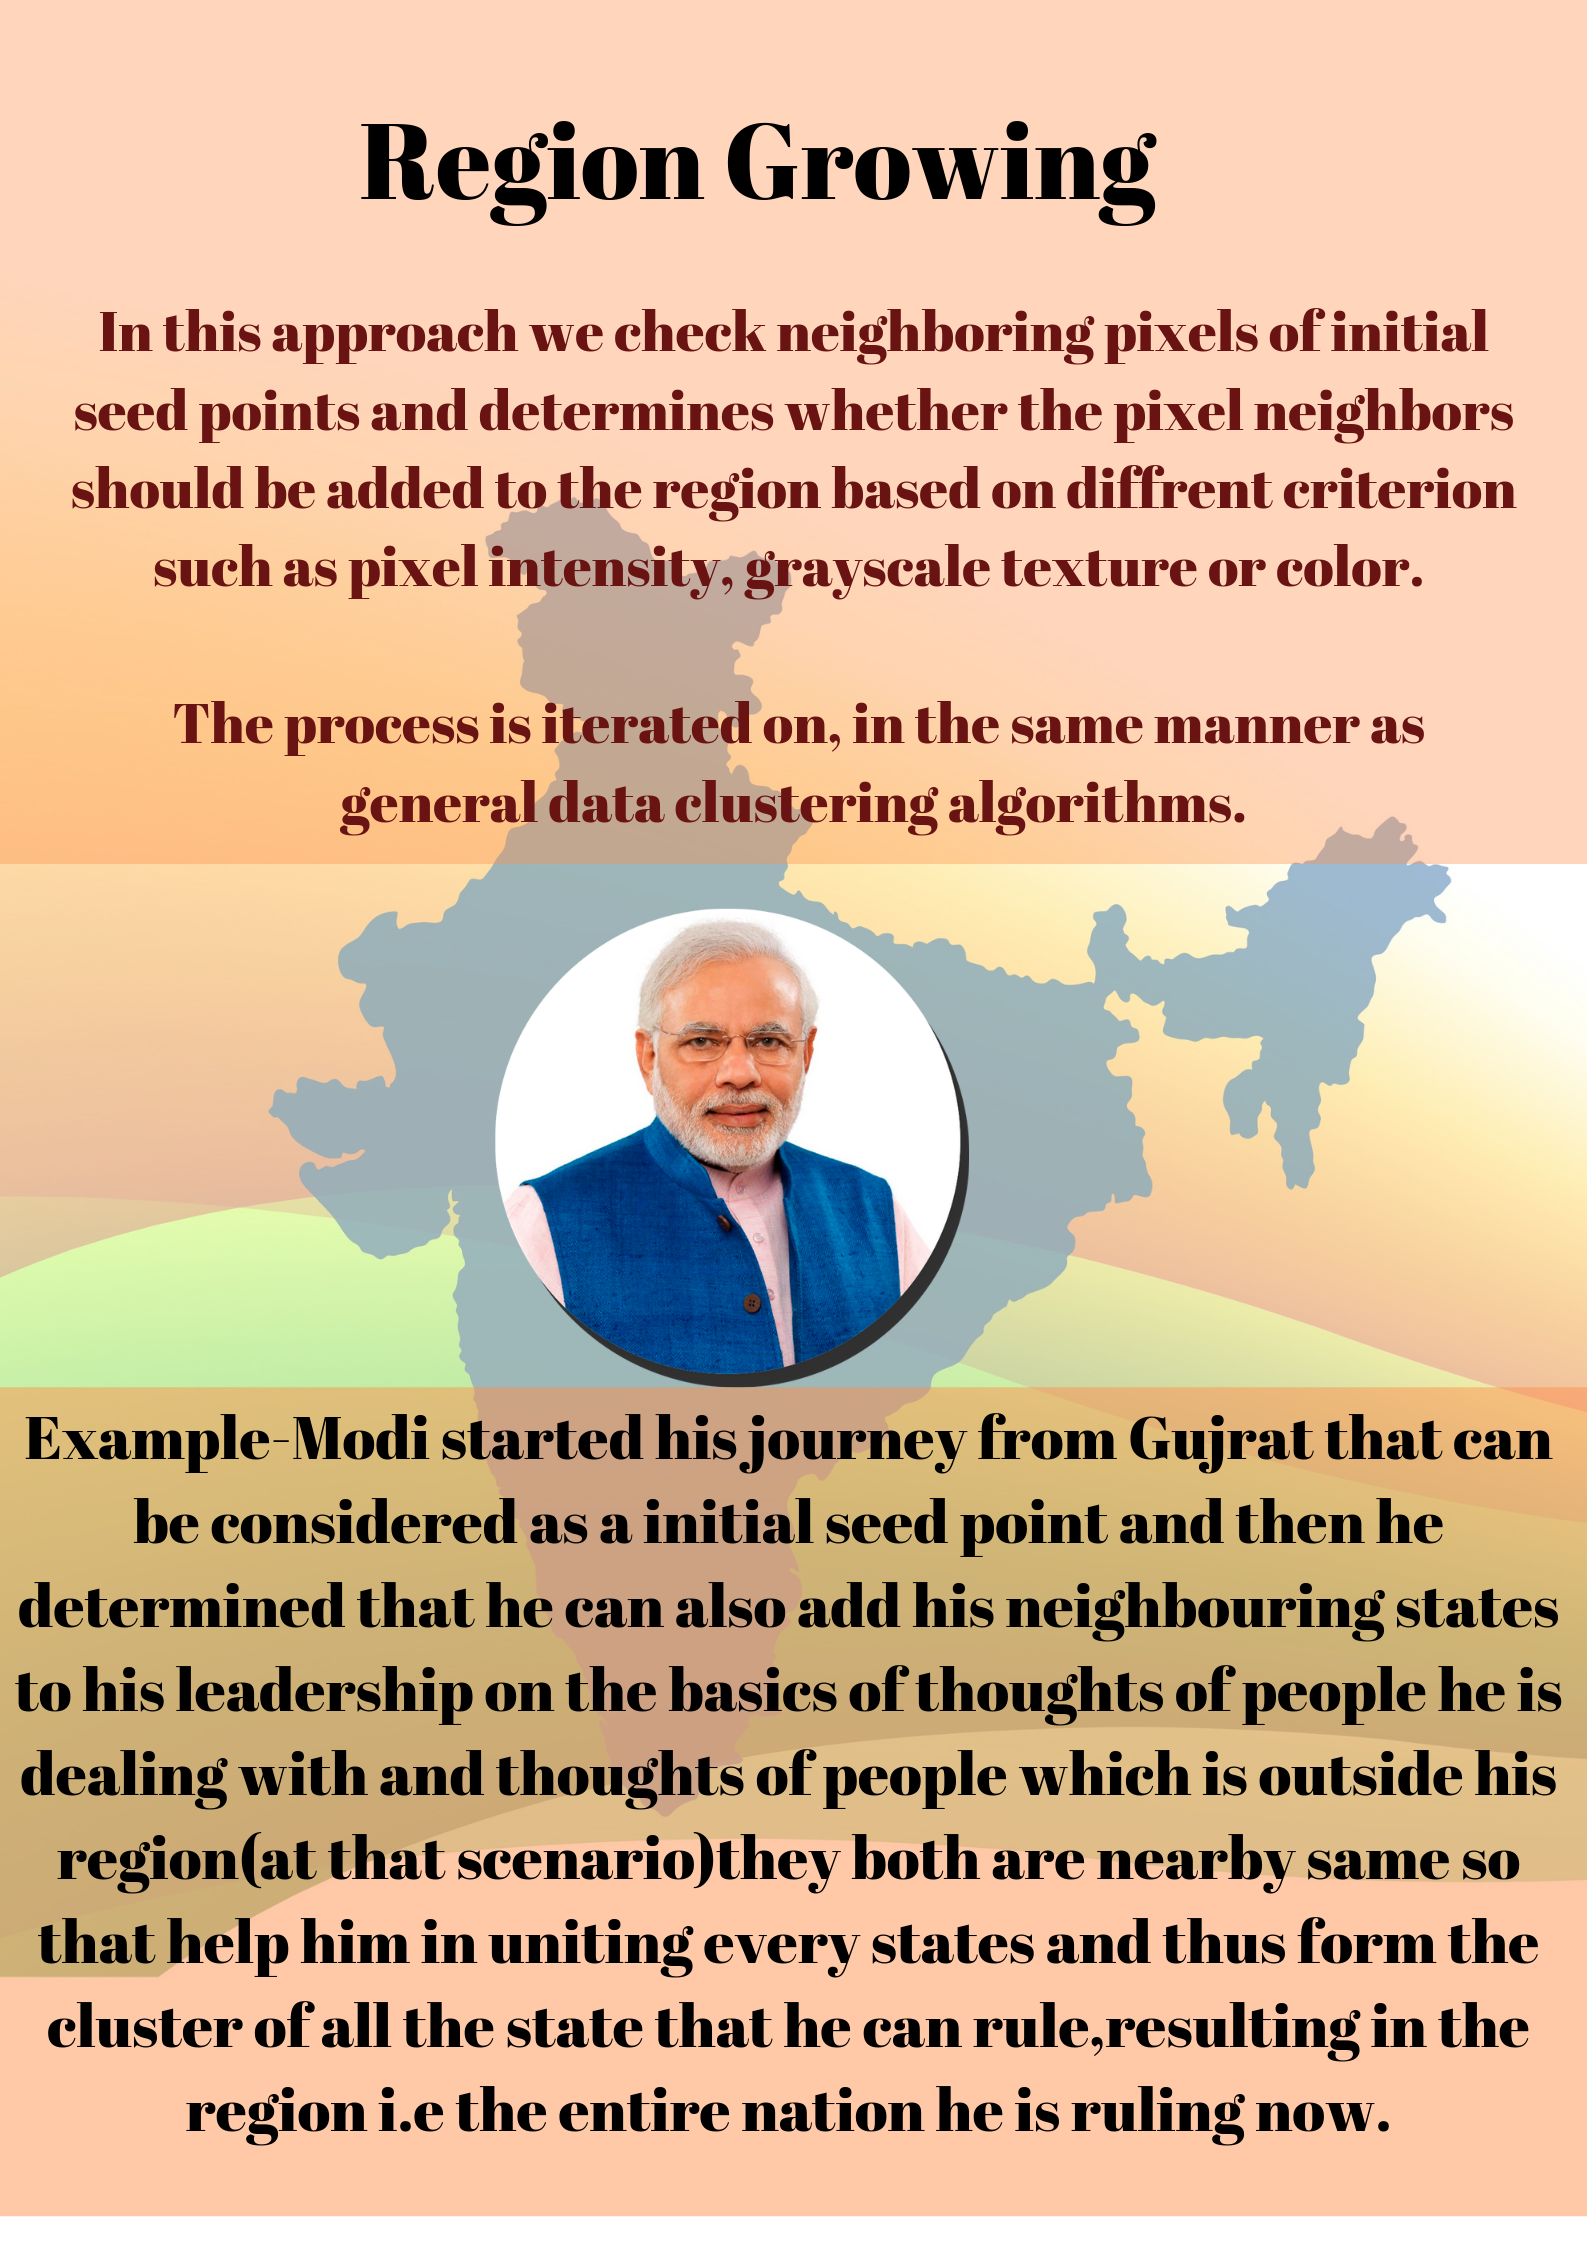 Region Growing
In this approach we check neighboring pixels of initial
seed points and determines whether the pixel neighbors
should be added to the region based on diffrent criterion
such as pixel intensity, grayscale texture or color.
The process is iterated on, in the same manner as
general data clustering algorithms.
Example-Modi started his journey from Gujrat that can
be considered as a initial seed point and then he
determined that he can also add his neighbouring states
to his leadership on the basics of thoughts of people he is
dealing with and thoughts of people which is outside his
region(at that scenario)they both are nearby same so
that help him in uniting every states and thus form the
cluster of all the state that he can rule,resulting in the
region i.e the entire nation he is ruling now.